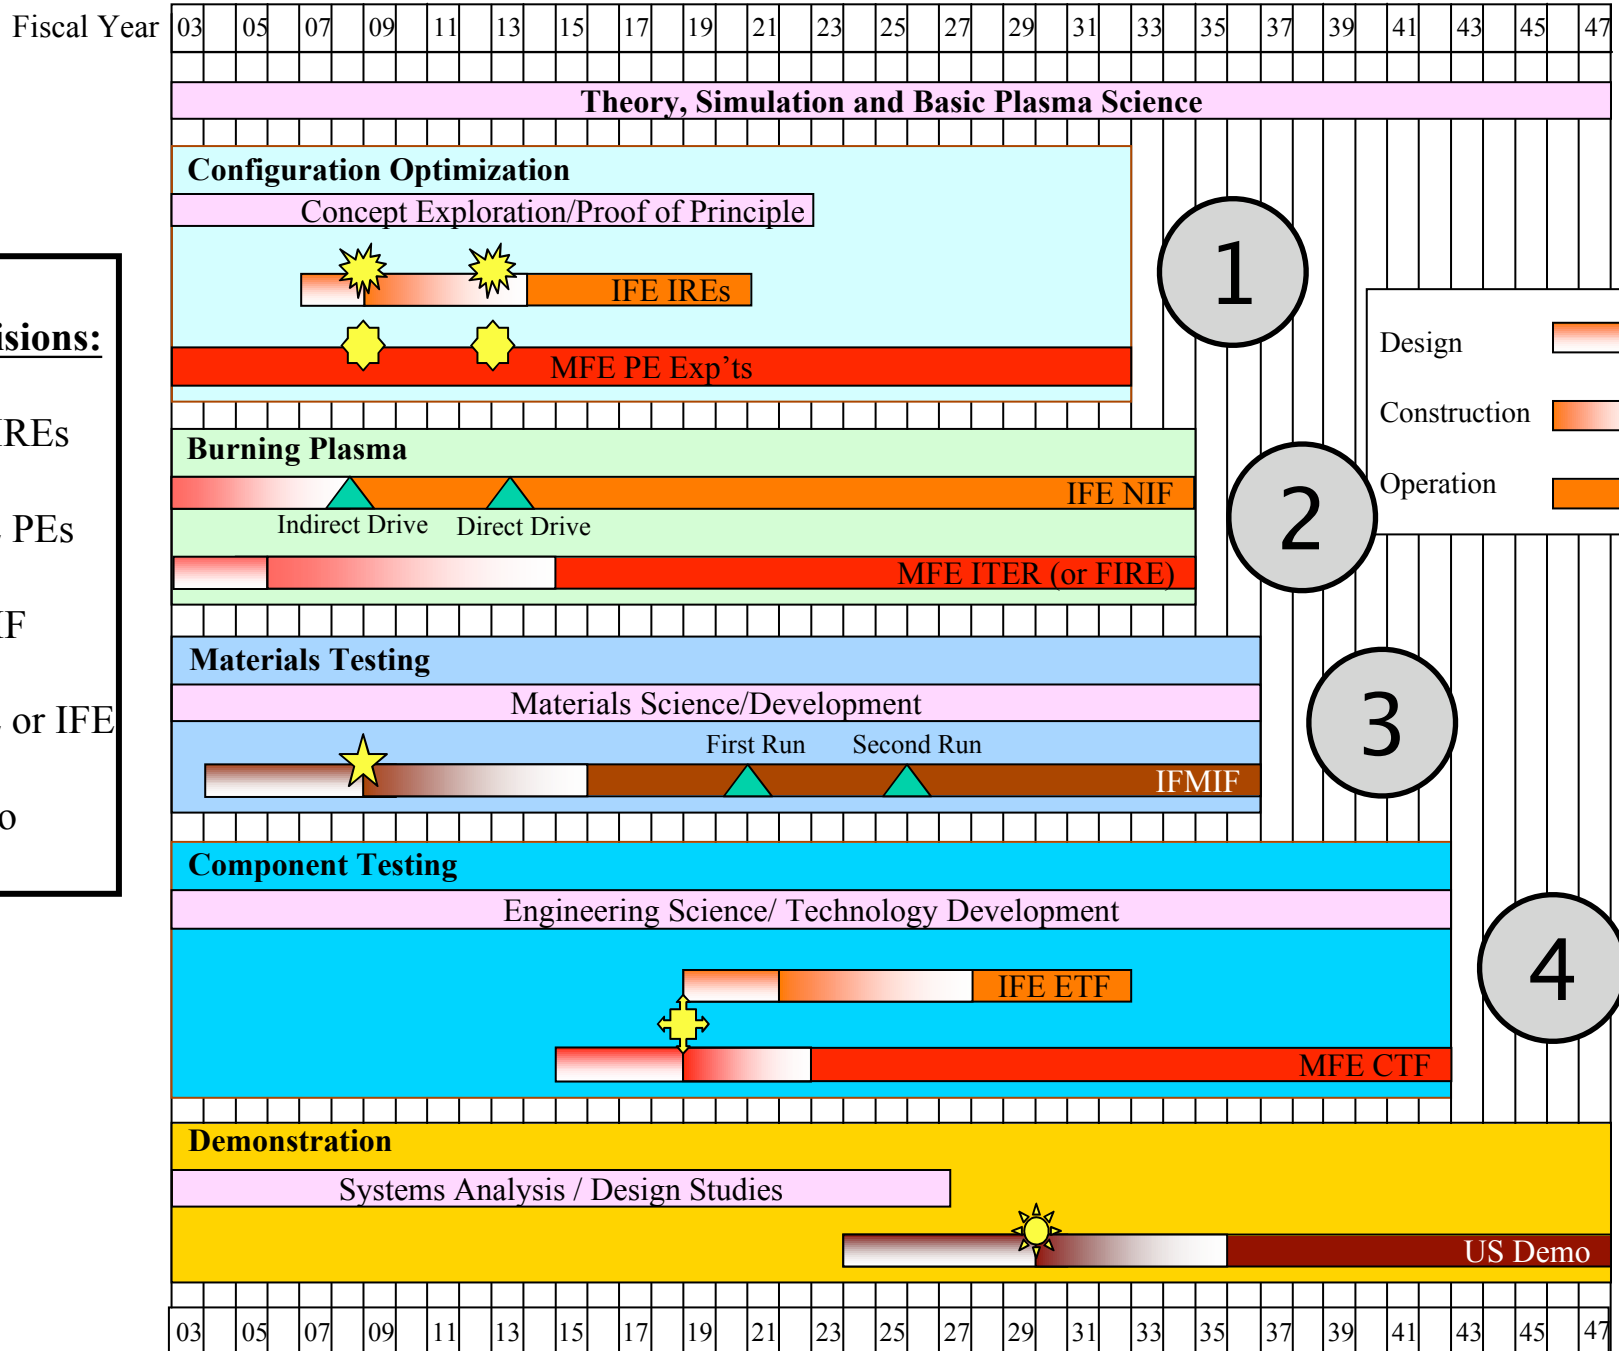 Fiscal Year 03 05 07 09 11 13 15 17 19 21 23 25 27 29 31 33 35 37 39 41 43 45 47
Theory, Simulation and Basic Plasma Science
Configuration Optimization
Concept Exploration/Proof of Principle
IFE IREs
MFE PE Exp'ts
1
isions:
IREs
PEs
IF
or IFE
o
Design
Construction
Operation
Burning Plasma
IFE NIF
Indirect Drive Direct Drive
MFE ITER (or FIRE)
2
Materials Testing
Materials Science/Development
First Run Second Run
IFMIF
3
Component Testing
Engineering Science/ Technology Development
IFE ETF
MFE CTF
4
Demonstration
Systems Analysis / Design Studies
US Demo
03 05 07 09 11 13 15 17 19 21 23 25 27 29 31 33 35 37 39 41 43 45 47